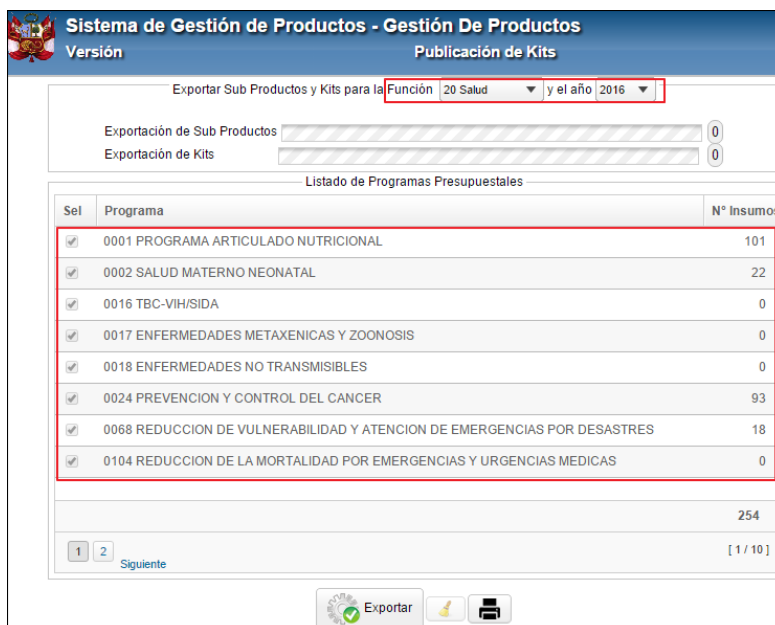 Sistema de Gestión de Productos - Gestión De Productos
Versión Publicación de Kits
Exportar Sub Productos y Kits para la Función 20 Salud y el año 2016
Exportación de Sub Productos 0
Exportación de Kits 0
Listado de Programas Presupuestales
Sel Programa N° Insumos
0001 PROGRAMA ARTICULADO NUTRICIONAL 101
0002 SALUD MATERNO NEONATAL 22
0016 TBC-VIH/SIDA 0
0017 ENFERMEDADES METAXENICAS Y ZOONOSIS 0
0018 ENFERMEDADES NO TRANSMISIBLES 0
0024 PREVENCION Y CONTROL DEL CANCER 93
0068 REDUCCION DE VULNERABILIDAD Y ATENCION DE EMERGENCIAS POR DESASTRES 18
0104 REDUCCION DE LA MORTALIDAD POR EMERGENCIAS Y URGENCIAS MEDICAS 0
254
1 2 Siguiente [ 1 / 10 ]
Exportar